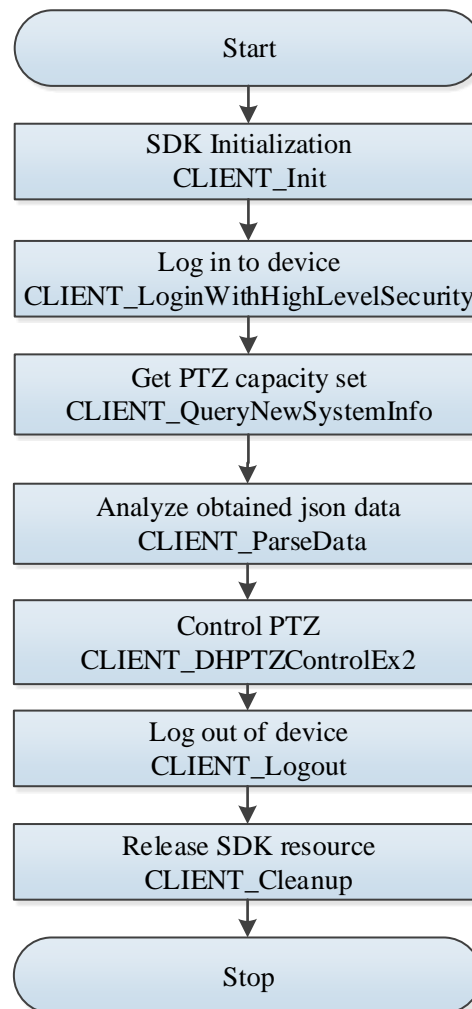 Start
SDK Initialization
CLIENT_Init
Log in to device
CLIENT_LoginWithHighLevelSecurity
Get PTZ capacity set
CLIENT_QueryNewSystemInfo
Analyze obtained json data
CLIENT_ParseData
Control PTZ
CLIENT_DHPTZControlEx2
Log out of device
CLIENT_Logout
Release SDK resource
CLIENT_Cleanup
Stop